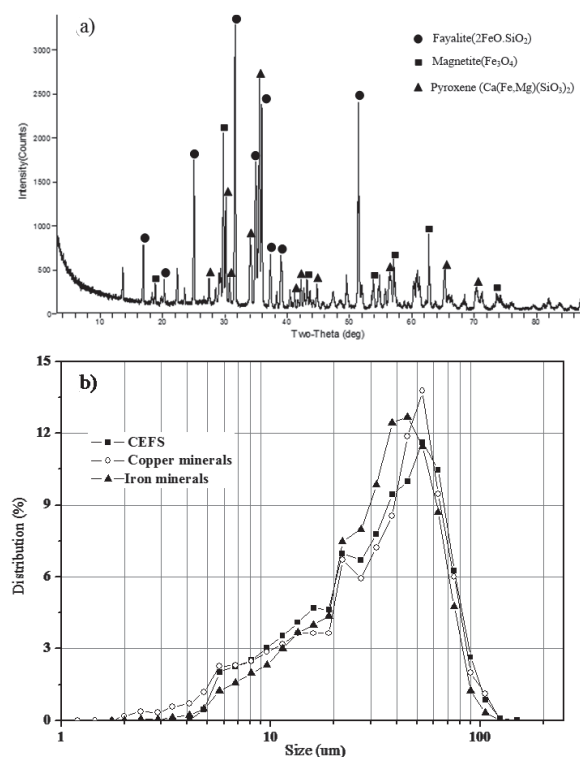 a)
Fayalite(2FeO.SiO₂)
Magnetite(Fe₃O₄)
Pyroxene (Ca(Fe,Mg)(SiO₃)₂)
Intensity(Counts)
3000
2500
2000
1500
1000
500
0
10 20 30 40 50 60 70 80
Two-Theta (deg)
b)
CEFS
Copper minerals
Iron minerals
Distribution (%)
15
12
9
6
3
0
1 10 100
Size (um)